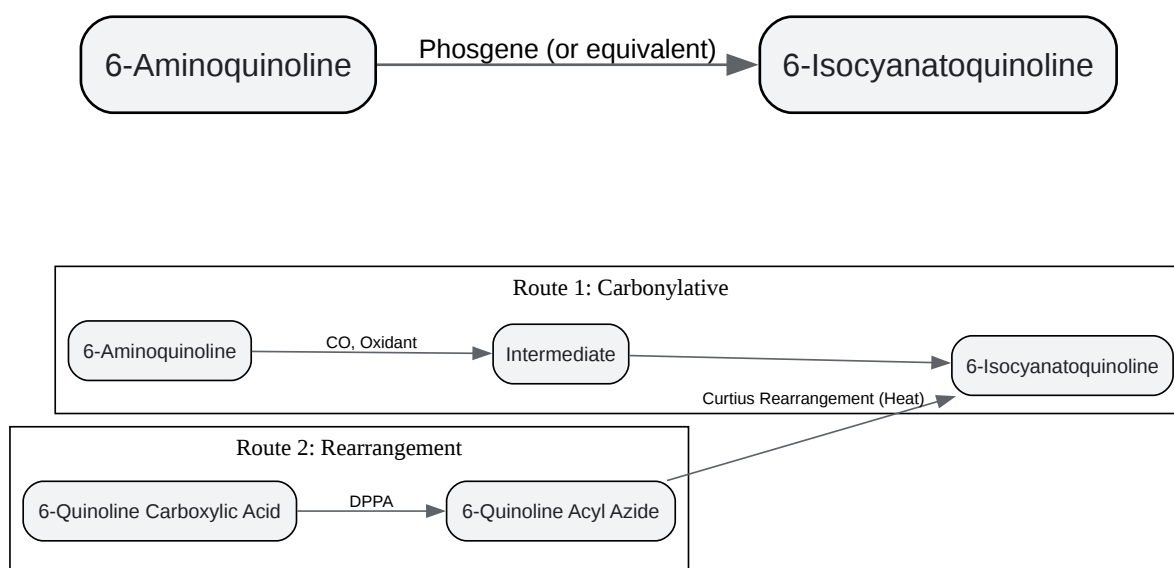 6-Aminoquinoline
Phosgene (or equivalent)
6-Isocyanatoquinoline
Route 1: Carbonylative
6-Aminoquinoline
CO, Oxidant
Intermediate
6-Isocyanatoquinoline
Curtius Rearrangement (Heat)
Route 2: Rearrangement
6-Quinoline Carboxylic Acid
DPPA
6-Quinoline Acyl Azide